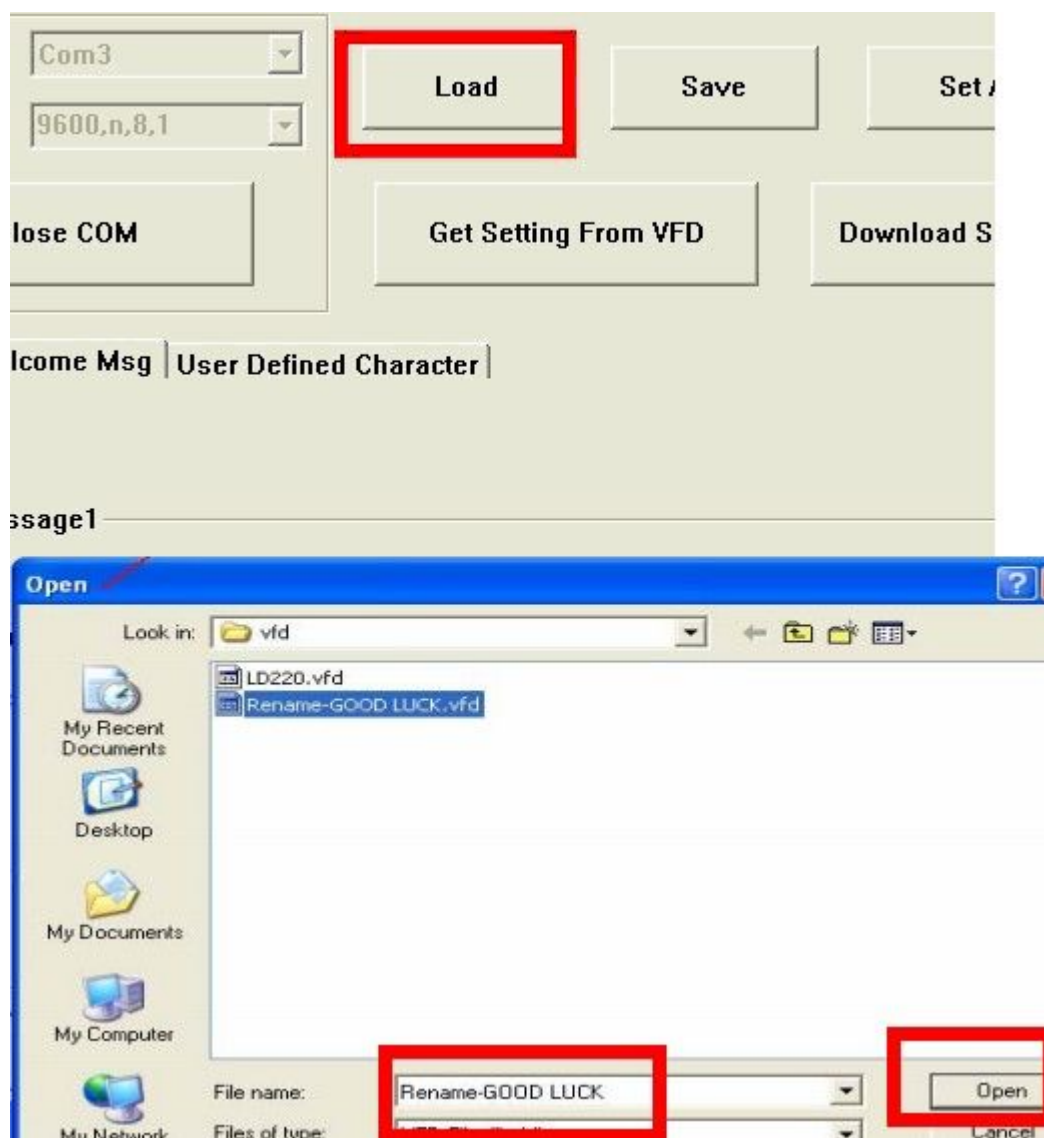 Com3
9600,n,8,1
Load
Save
Set
lose COM
Get Setting From VFD
Download S
lcome Msg
User Defined Character
ssage1
Open
?
Look in:
vfd
LD220.vfd
Rename-GOOD LUCK.vfd
My Recent
Documents
Desktop
My Documents
My Computer
My Network
File name:
Rename-GOOD LUCK
Open
Files of type:
Cancel